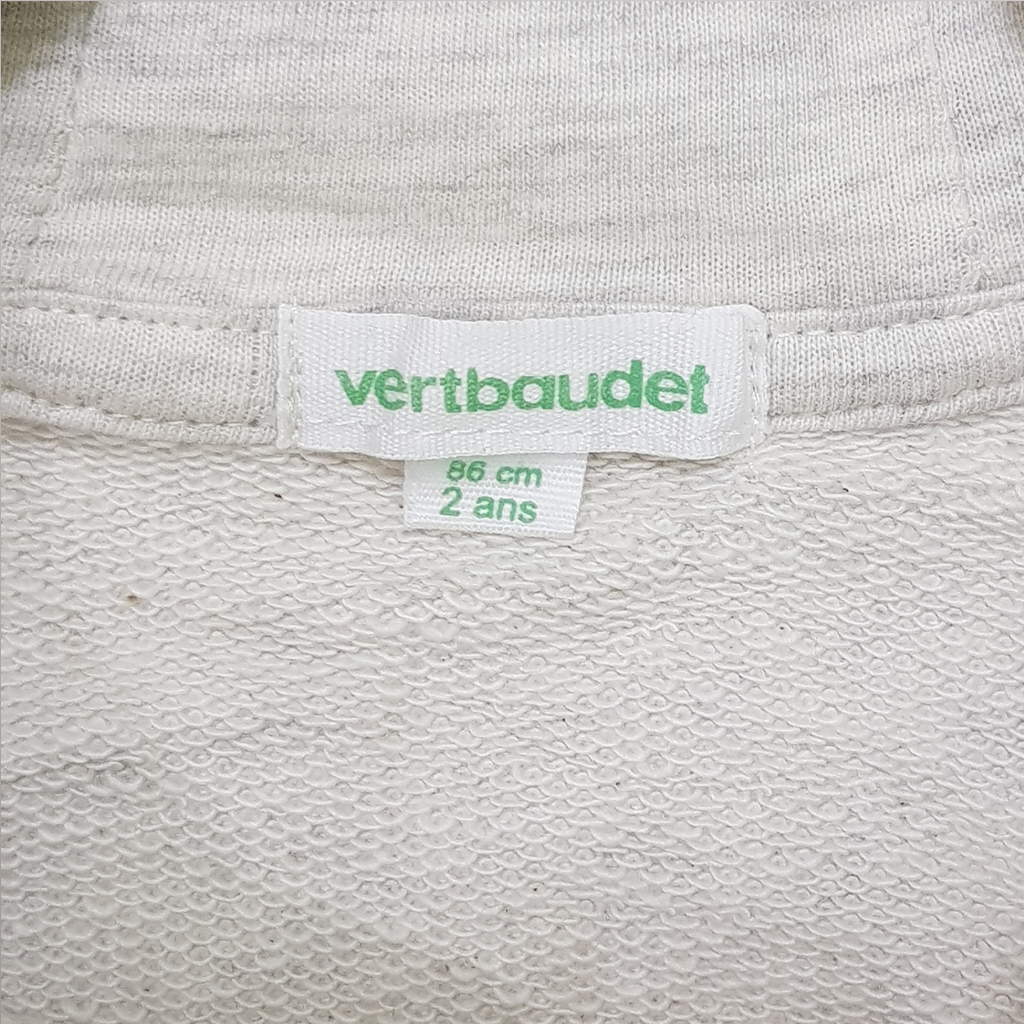 vertbaudet
86 cm
2 ans